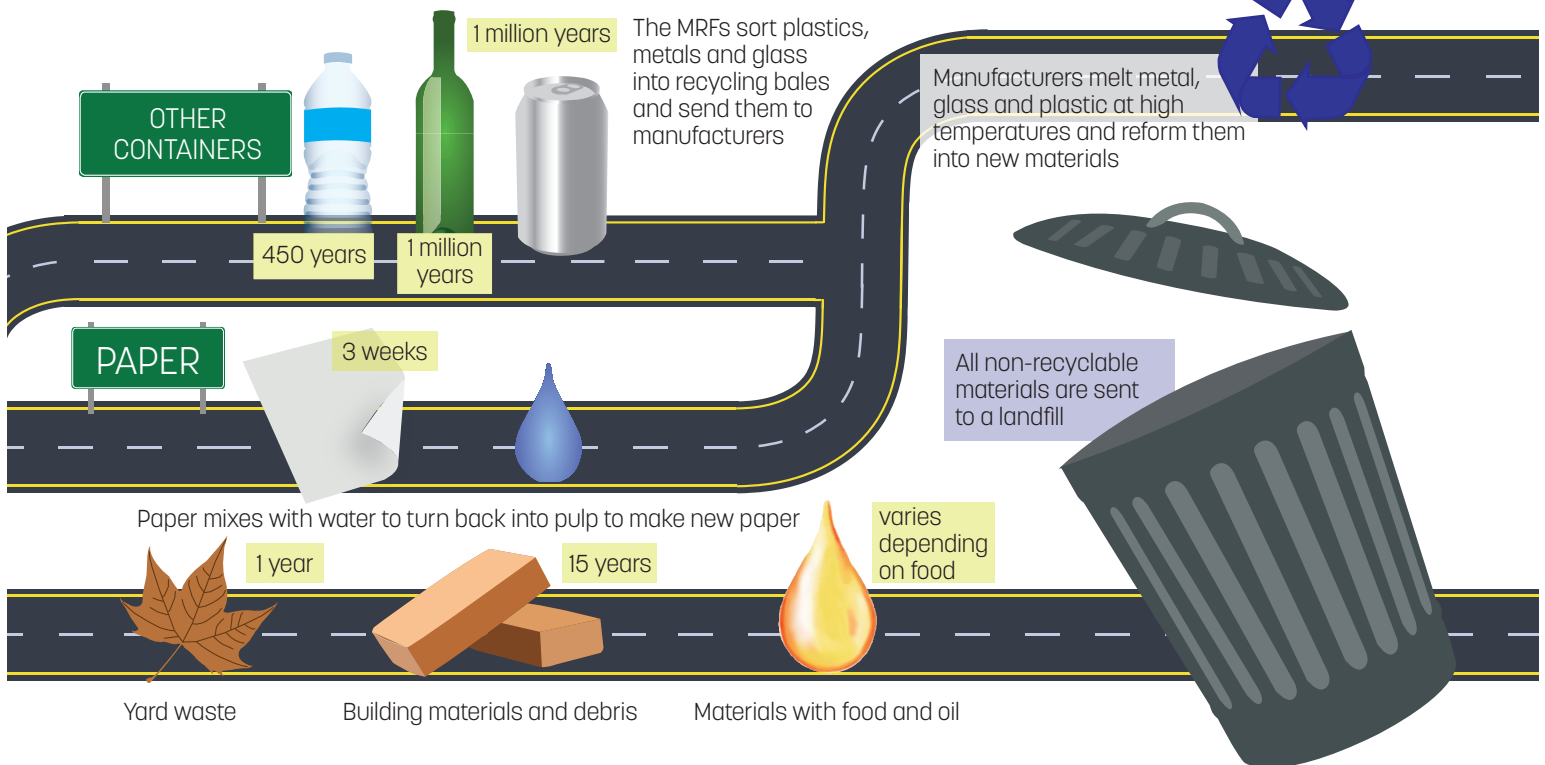 1 million years
The MRFs sort plastics,
metals and glass
into recycling bales
and send them to
manufacturers
Manufacturers melt metal,
glass and plastic at high
temperatures and reform them
into new materials
OTHER
CONTAINERS
450 years
1 million
years
PAPER
3 weeks
All non-recyclable
materials are sent
to a landfill
Paper mixes with water to turn back into pulp to make new paper
1 year
15 years
varies
depending
on food
Yard waste
Building materials and debris
Materials with food and oil